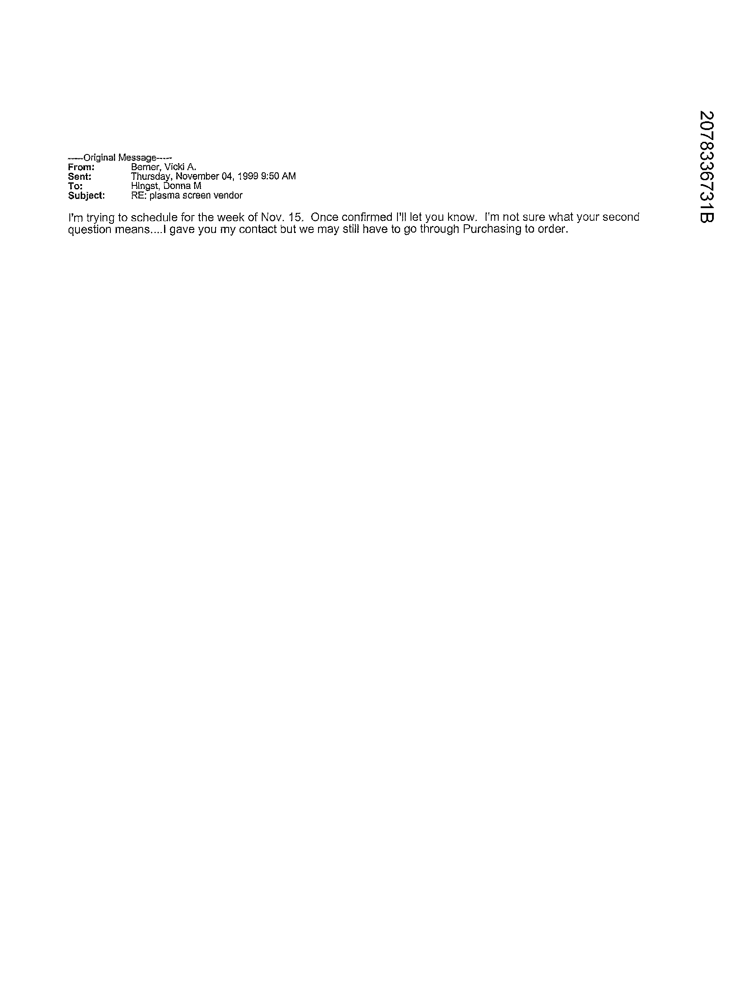 -----Original Message-----
From: Berner, Vicki A.
Sent: Thursday, November 04, 1999 9:50 AM
To: Hingst, Donna M
Subject: RE: plasma screen vendor
I'm trying to schedule for the week of Nov. 15. Once confirmed I'll let you know. I'm not sure what your second
question means....I gave you my contact but we may still have to go through Purchasing to order.
2078336731B